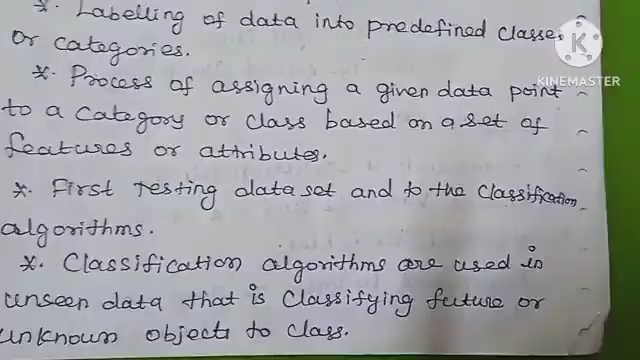 *. Labelling of data into predefined classes
or categories.
*. Process of assigning a given data point
to a category or class based on a set of
features or attributes.
*. First testing data set and to the classification
algorithms.
*. Classification algorithms are used in
unseen data that is classifying future or
unknown objects to class.
K
KINEMASTER